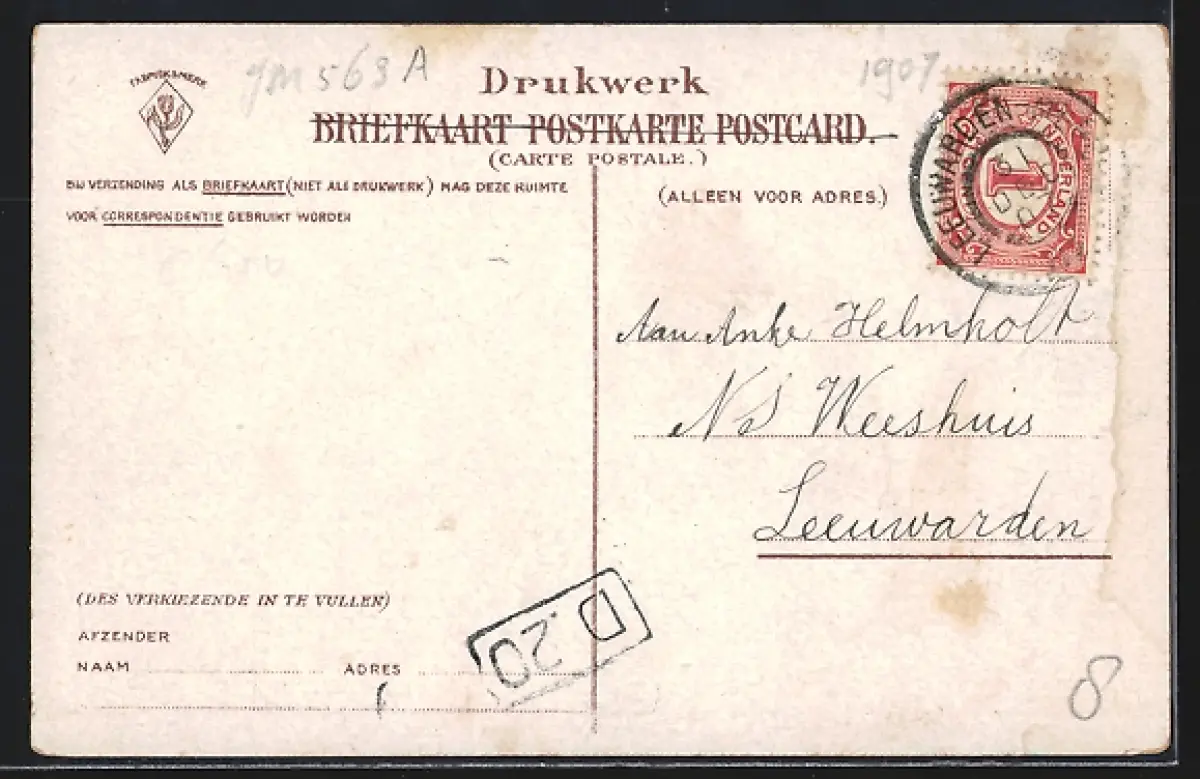 FABRIEKSMERK
1907
Drukwerk
BRIEFKAART POSTKARTE POSTCARD.
(CARTE POSTALE.)
BIJ VERZENDING ALS BRIEFKAART (NIET ALS DRUKWERK) MAG DEZE RUIMTE
VOOR CORRESPONDENTIE GEBRUIKT WORDEN
(ALLEEN VOOR ADRES.)
LEEUWARDEN
NEDERLAND
1
Aan Anke Helmholt
Weeshuis
Leeuwarden
(DES VERKIEZENDE IN TE VULLEN)
AFZENDER
NAAM ADRES
D.20
8